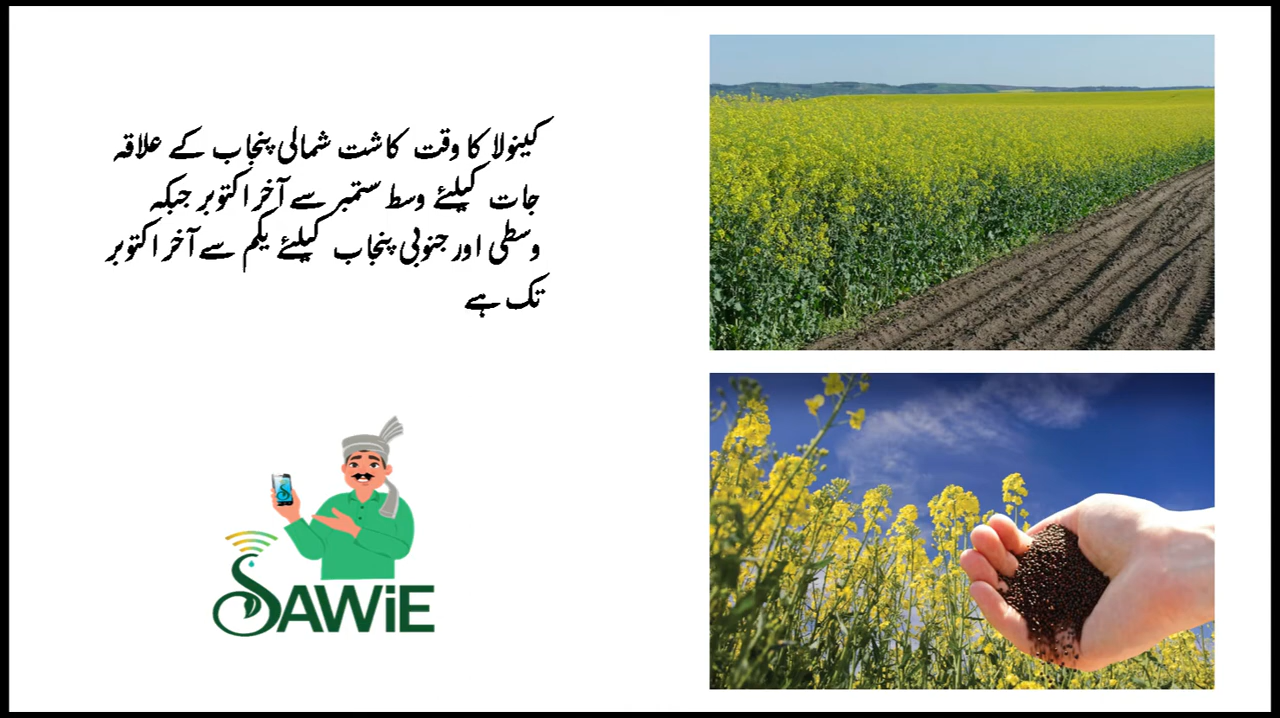 کینولا کا وقت کاشت شمالی پنجاب کے علاقہ
جات کیلئے وسط ستمبر سے آخر اکتوبر جبکہ
وسطی اور جنوبی پنجاب کیلئے یکم سے آخر اکتوبر
تک ہے
SAWiE